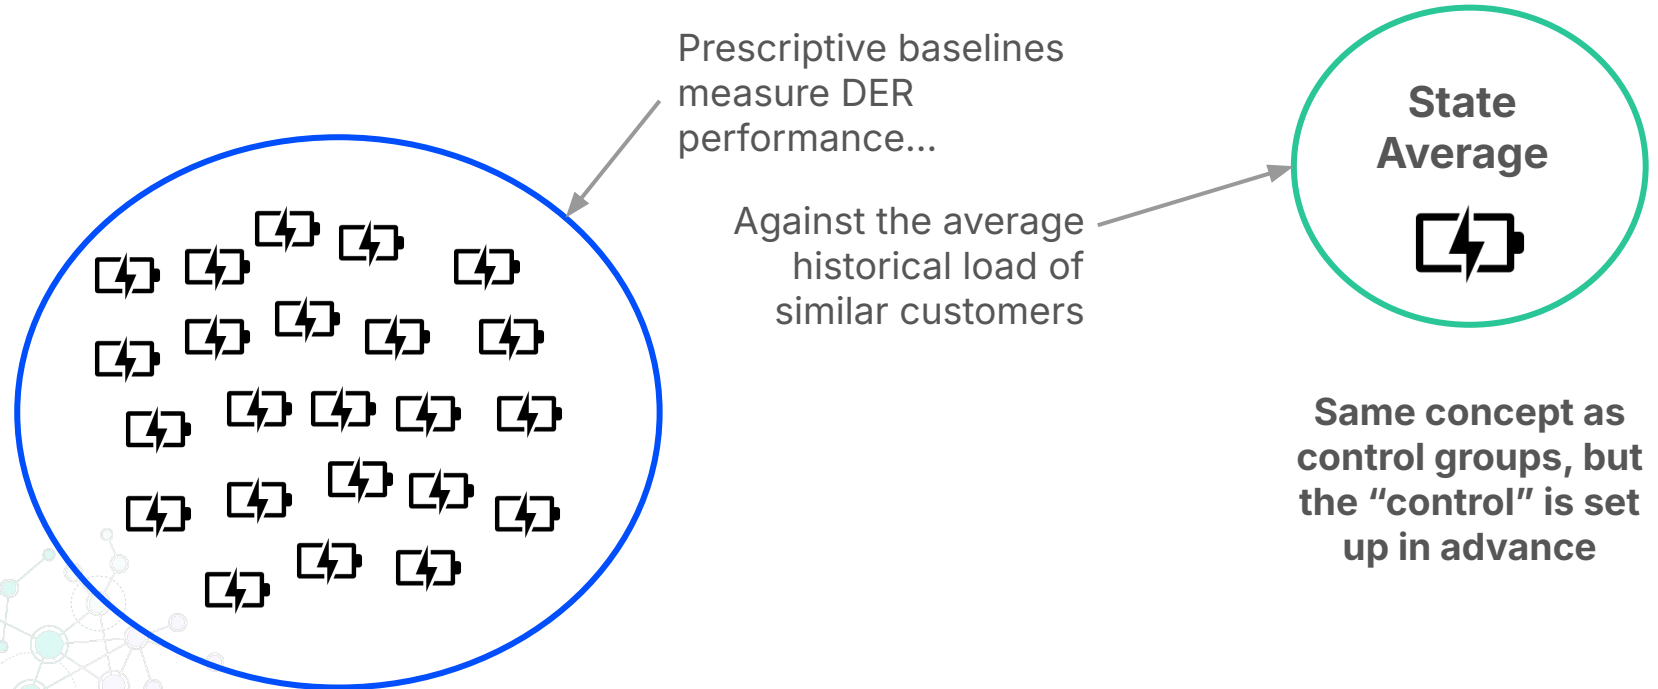 Prescriptive baselines
measure DER
performance...
Against the average
historical load of
similar customers
State
Average
Same concept as
control groups, but
the “control” is set
up in advance